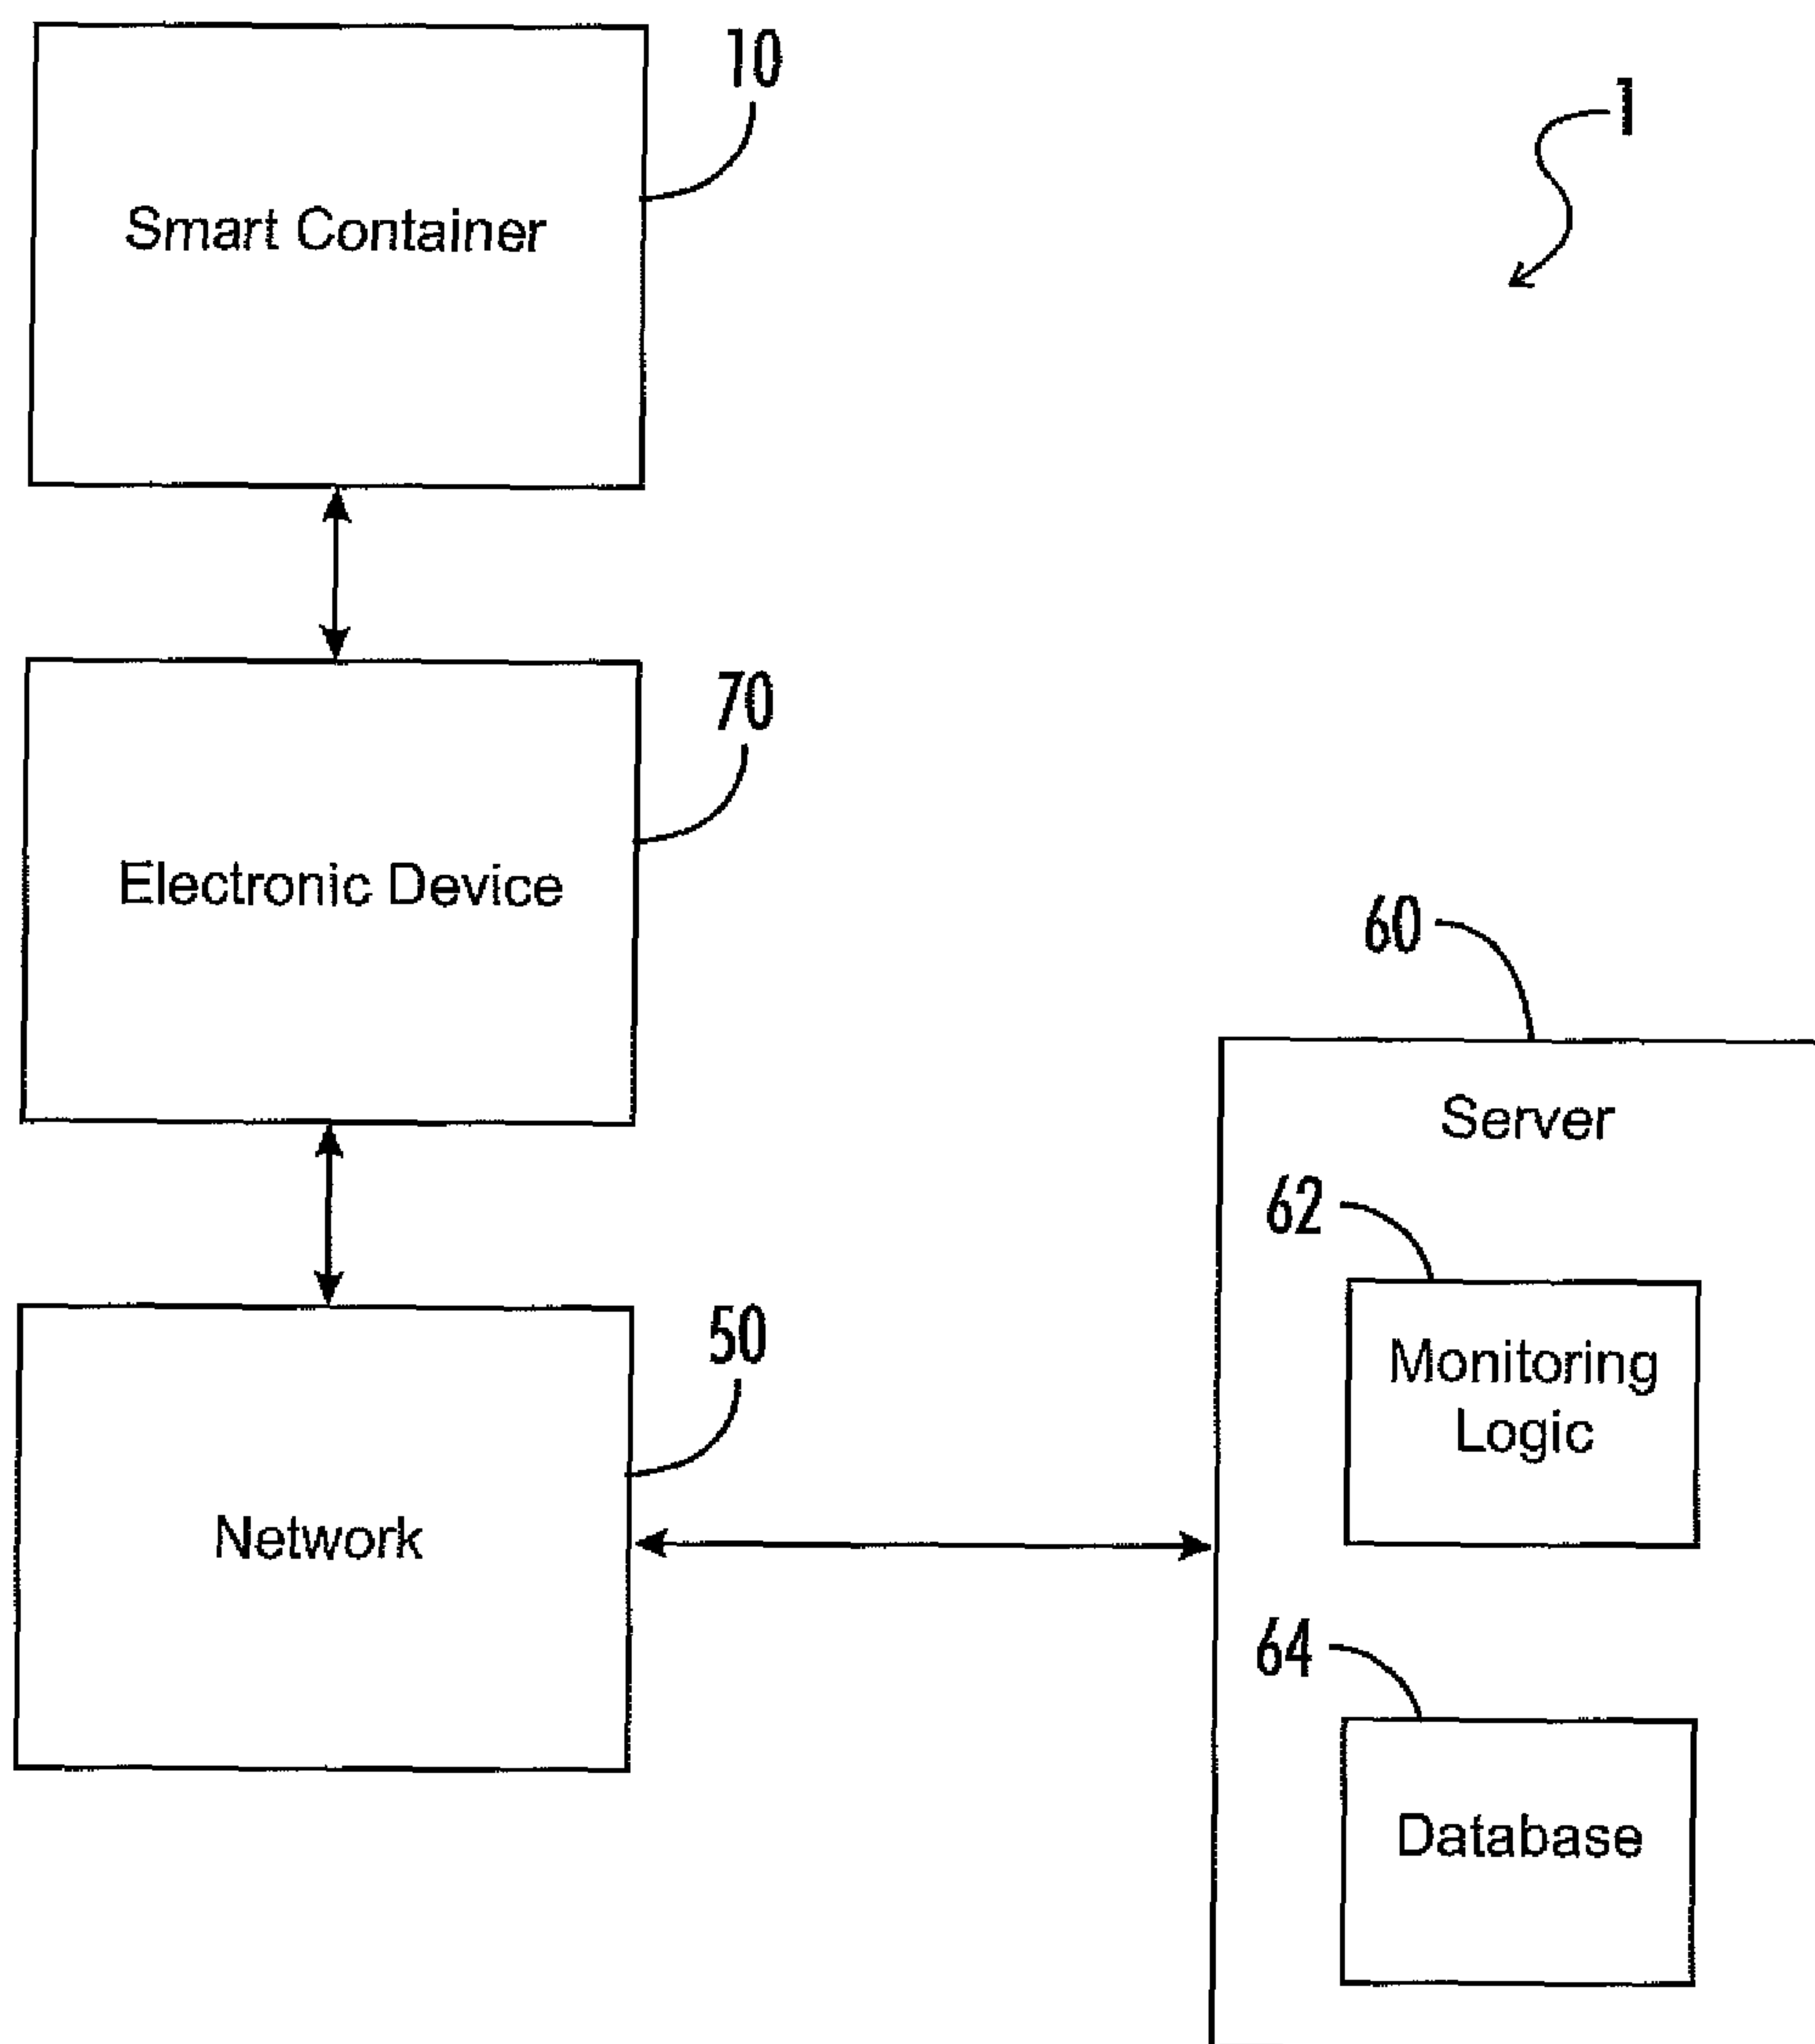 10
1
Smart Container
70
Electronic Device
60
Server
62
Monitoring
Logic
50
Network
64
Database